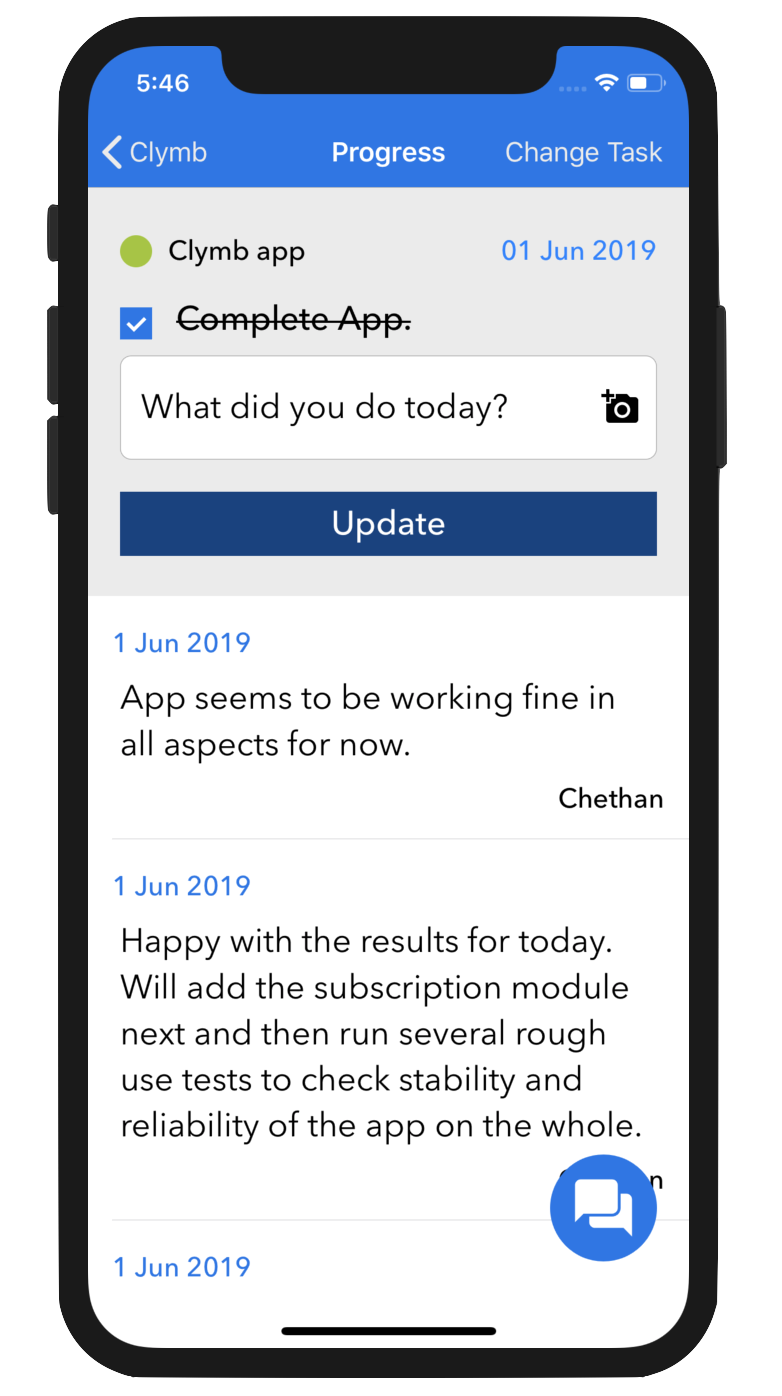 5:46
Clymb Progress Change Task
Clymb app 01 Jun 2019
Complete App.
What did you do today?
Update
1 Jun 2019
App seems to be working fine in
all aspects for now.
Chethan
1 Jun 2019
Happy with the results for today.
Will add the subscription module
next and then run several rough
use tests to check stability and
reliability of the app on the whole.
1 Jun 2019